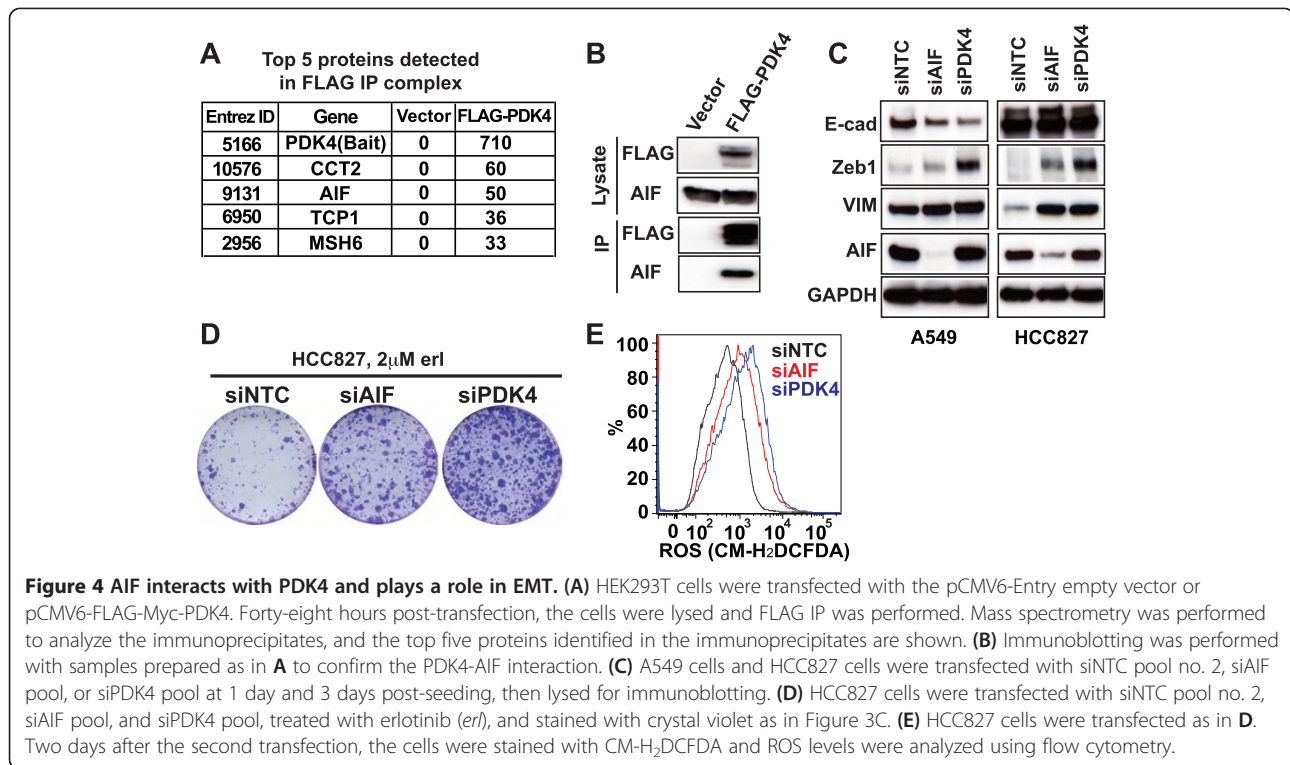 A
Top 5 proteins detected
in FLAG IP complex
Entrez ID Gene Vector FLAG-PDK4
5166 PDK4(Bait) 0 710
10576 CCT2 0 60
9131 AIF 0 50
6950 TCP1 0 36
2956 MSH6 0 33
B
Vector FLAG-PDK4
Lysate
FLAG
AIF
IP
FLAG
AIF
C
siNTC siAIF siPDK4 siNTC siAIF siPDK4
E-cad
Zeb1
VIM
AIF
GAPDH
A549 HCC827
D
HCC827, 2μM erl
siNTC siAIF siPDK4
E
siNTC
siAIF
siPDK4
%
100
80
60
40
20
0
0 10² 10³ 10⁴ 10⁵
ROS (CM-H₂DCFDA)
Figure 4 AIF interacts with PDK4 and plays a role in EMT. (A) HEK293T cells were transfected with the pCMV6-Entry empty vector or
pCMV6-FLAG-Myc-PDK4. Forty-eight hours post-transfection, the cells were lysed and FLAG IP was performed. Mass spectrometry was performed
to analyze the immunoprecipitates, and the top five proteins identified in the immunoprecipitates are shown. (B) Immunoblotting was performed
with samples prepared as in A to confirm the PDK4-AIF interaction. (C) A549 cells and HCC827 cells were transfected with siNTC pool no. 2, siAIF
pool, or siPDK4 pool at 1 day and 3 days post-seeding, then lysed for immunoblotting. (D) HCC827 cells were transfected with siNTC pool no. 2,
siAIF pool, and siPDK4 pool, treated with erlotinib (erl), and stained with crystal violet as in Figure 3C. (E) HCC827 cells were transfected as in D.
Two days after the second transfection, the cells were stained with CM-H₂DCFDA and ROS levels were analyzed using flow cytometry.